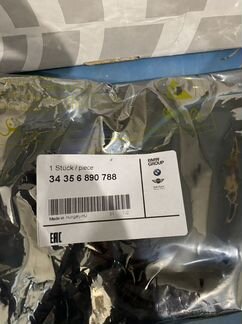 1 Stück / piece
34 35 6 890 788
Made in Hungary/HU
BMW
GROUP
EAC